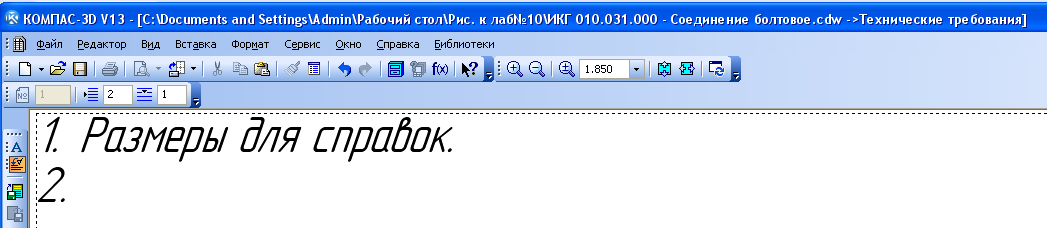 КОМПАС-3D V13 - [C:\Documents and Settings\Admin\Рабочий стол\Рис. к лаб№10\ИКГ 010.031.000 - Соединение болтовое.cdw ->Технические требования]
Файл Редактор Вид Вставка Формат Сервис Окно Справка Библиотеки
f(x) 1.850
№ 1 2 1
1. Размеры для справок.
А
2.